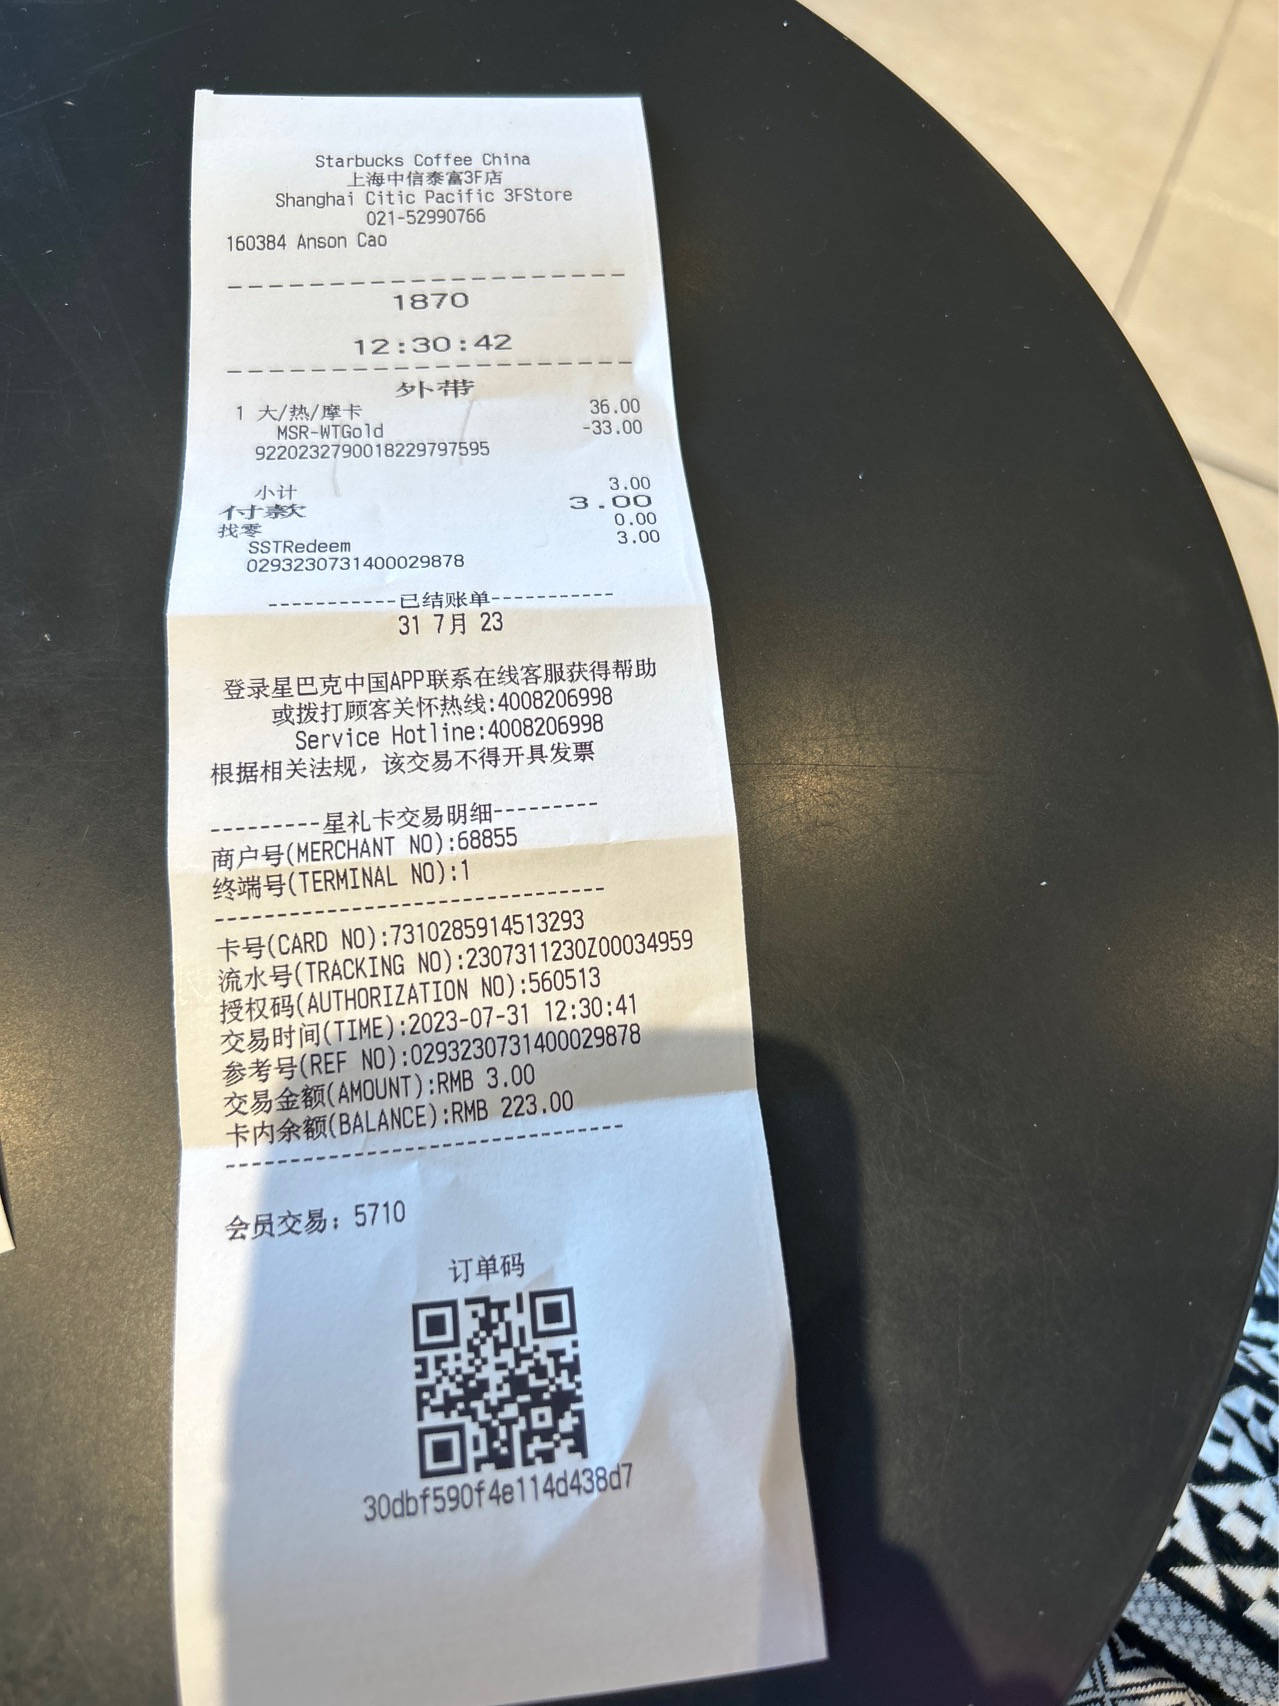 Starbucks Coffee China
上海中信泰富3F店
Shanghai Citic Pacific 3FStore
021-52990766
160384 Anson Cao
--------------------
1870
12:30:42
--------------------
外带
1 大/热/摩卡 36.00
MSR-WTGold -33.00
9220232790018229797595
小计 3.00
付款 3.00
找零 0.00
SSTRedeem 3.00
0293230731400029878
-----------已结账单-----------
31 7月 23
登录星巴克中国APP联系在线客服获得帮助
或拨打顾客关怀热线:4008206998
Service Hotline:4008206998
根据相关法规，该交易不得开具发票
---------星礼卡交易明细---------
商户号(MERCHANT NO):68855
终端号(TERMINAL NO):1
--------------------------------
卡号(CARD NO):7310285914513293
流水号(TRACKING NO):2307311230Z00034959
授权码(AUTHORIZATION NO):560513
交易时间(TIME):2023-07-31 12:30:41
参考号(REF NO):0293230731400029878
交易金额(AMOUNT):RMB 3.00
卡内余额(BALANCE):RMB 223.00
--------------------------------
会员交易: 5710
订单码
30dbf590f4e114d438d7